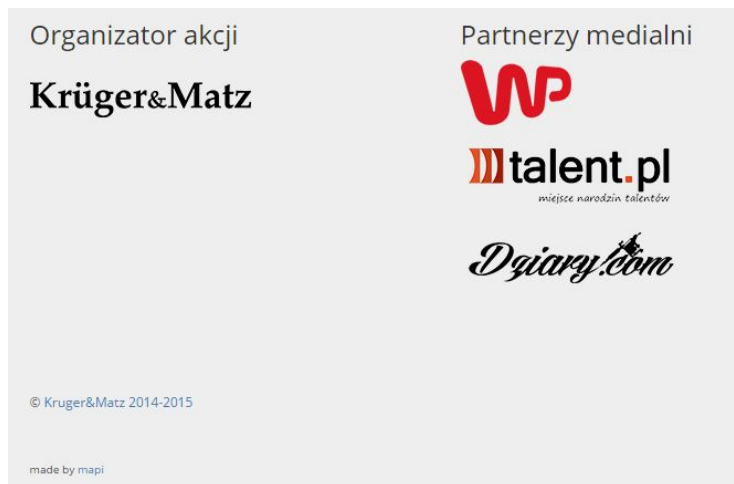 Organizator akcji
Krüger&Matz
Partnerzy medialni
WP
talent.pl
miejsce narodzin talentów
Dziary.com
© Kruger&Matz 2014-2015
made by mapi